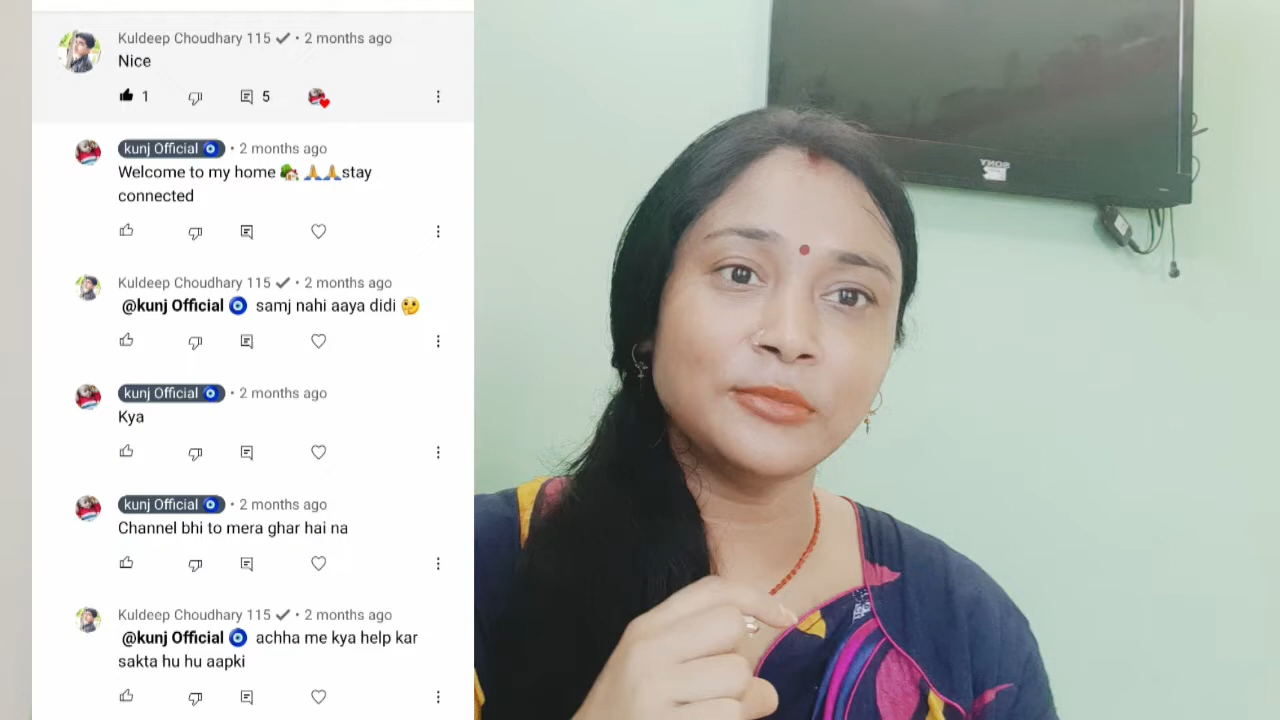 Kuldeep Choudhary 115 ✔ • 2 months ago
Nice
1 5
kunj Official 🧿 • 2 months ago
Welcome to my home 🏡 🙏🙏stay
connected
Kuldeep Choudhary 115 ✔ • 2 months ago
@kunj Official 🧿 samj nahi aaya didi 🤔
kunj Official 🧿 • 2 months ago
Kya
kunj Official 🧿 • 2 months ago
Channel bhi to mera ghar hai na
Kuldeep Choudhary 115 ✔ • 2 months ago
@kunj Official 🧿 achha me kya help kar
sakta hu hu aapki
SONY